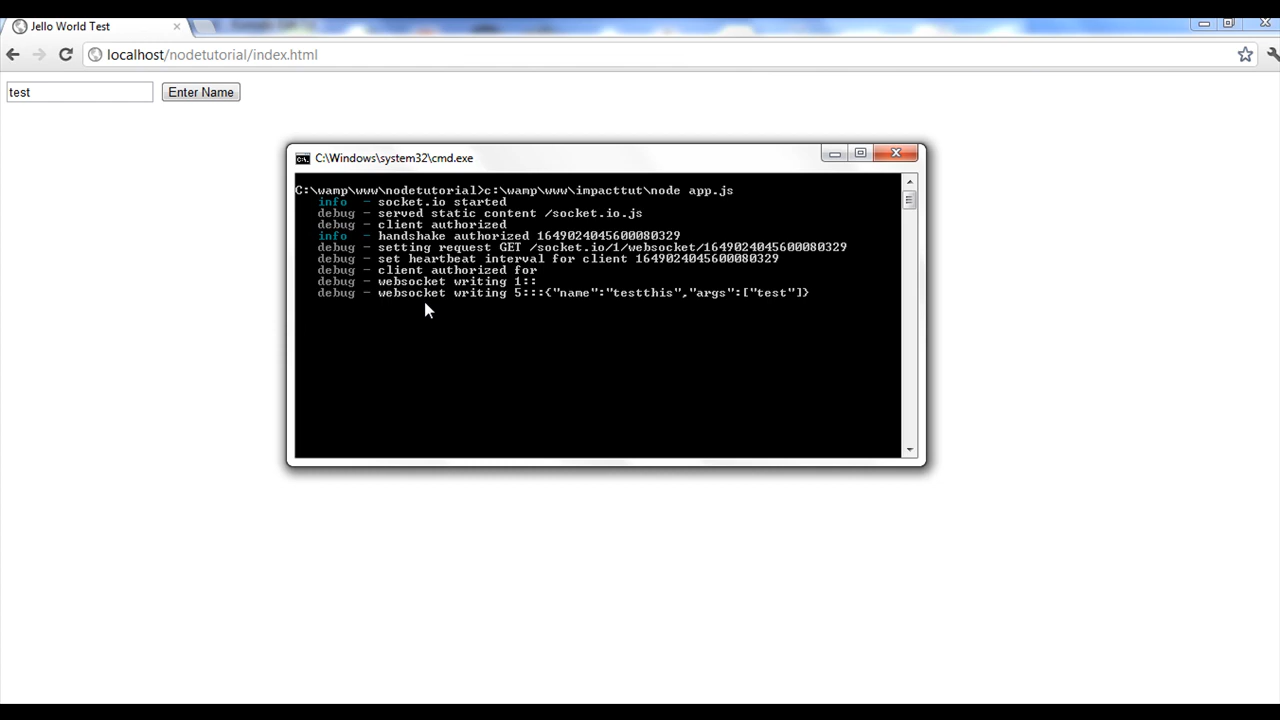 Jello World Test
localhost/nodetutorial/index.html
test
Enter Name
C:\Windows\system32\cmd.exe
C:\wamp\www\nodetutorial>c:\wamp\www\impacttut\node app.js
info - socket.io started
debug - served static content /socket.io.js
debug - client authorized
info - handshake authorized 1649024045600080329
debug - setting request GET /socket.io/1/websocket/1649024045600080329
debug - set heartbeat interval for client 1649024045600080329
debug - client authorized for
debug - websocket writing 1::
debug - websocket writing 5:::{"name":"testthis","args":["test"]}